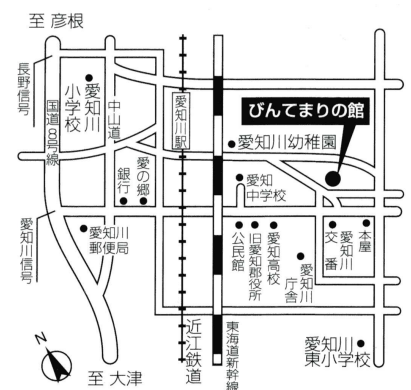 至 彦根
長野信号
国道8号線
愛知川
小学校
中山道
愛知川駅
びんてまりの館
愛知川幼稚園
愛の郷
銀行
愛知
中学校
愛知川信号
愛知川
郵便局
公民館
旧愛知郡役所
愛知高校
愛知川
庁舎
交番
愛知川
本屋
N
至 大津
近江鉄道
東海道新幹線
愛知川
東小学校